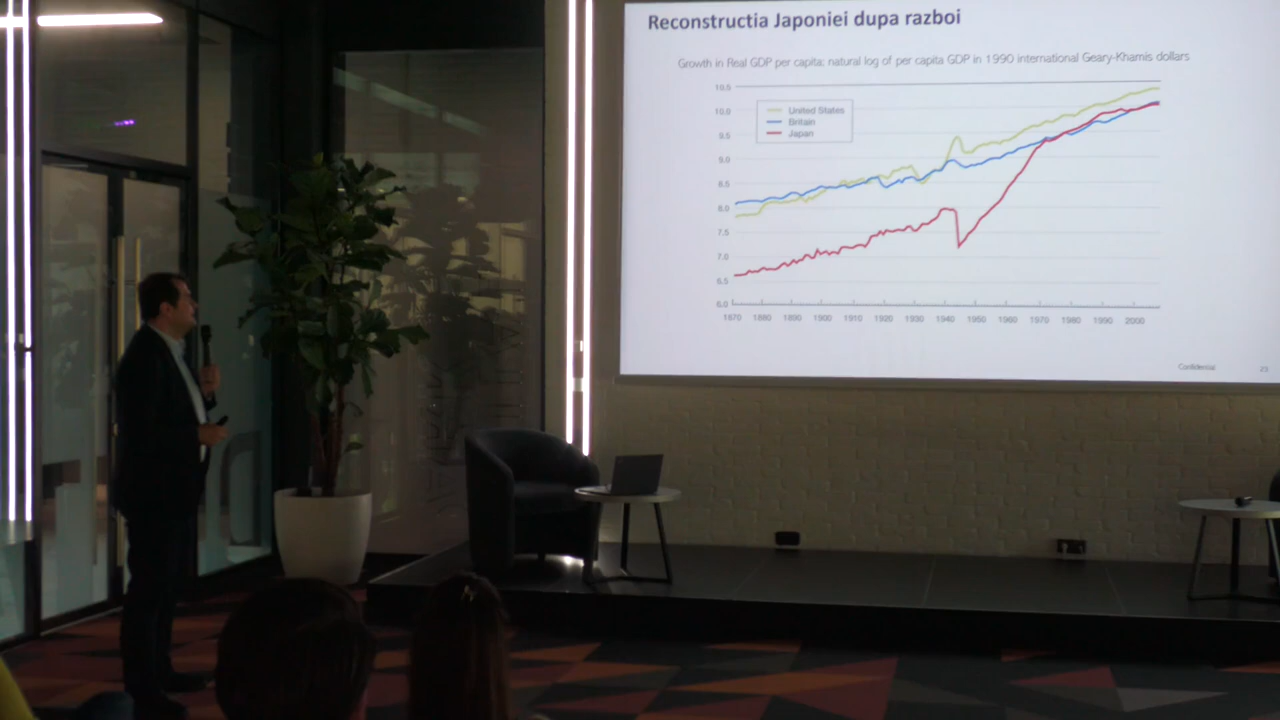 Reconstructia Japoniei dupa razboi
Growth in Real GDP per capita: natural log of per capita GDP in 1990 international Geary-Khamis dollars
10.5
10.0
9.5
9.0
8.5
8.0
7.5
7.0
6.5
6.0
United States
Britain
Japan
1870 1880 1890 1900 1910 1920 1930 1940 1950 1960 1970 1980 1990 2000
Confidential
23